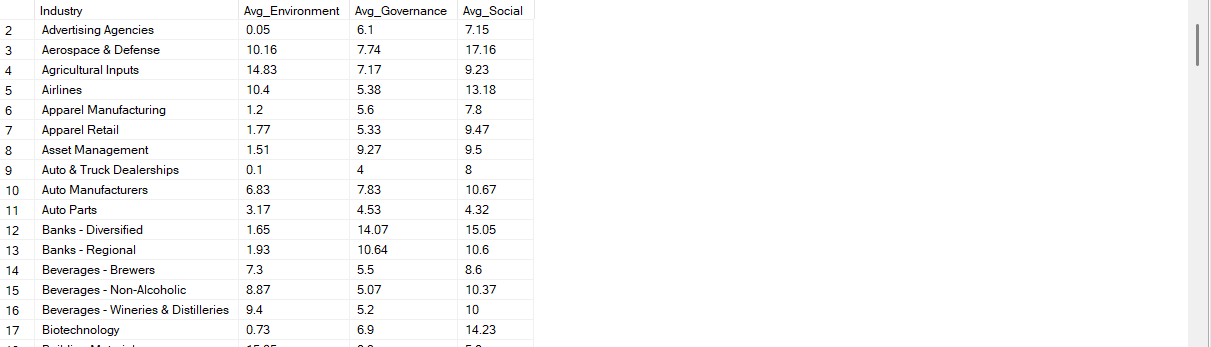 Industry Avg_Environment Avg_Governance Avg_Social
2 Advertising Agencies 0.05 6.1 7.15
3 Aerospace & Defense 10.16 7.74 17.16
4 Agricultural Inputs 14.83 7.17 9.23
5 Airlines 10.4 5.38 13.18
6 Apparel Manufacturing 1.2 5.6 7.8
7 Apparel Retail 1.77 5.33 9.47
8 Asset Management 1.51 9.27 9.5
9 Auto & Truck Dealerships 0.1 4 8
10 Auto Manufacturers 6.83 7.83 10.67
11 Auto Parts 3.17 4.53 4.32
12 Banks - Diversified 1.65 14.07 15.05
13 Banks - Regional 1.93 10.64 10.6
14 Beverages - Brewers 7.3 5.5 8.6
15 Beverages - Non-Alcoholic 8.87 5.07 10.37
16 Beverages - Wineries & Distilleries 9.4 5.2 10
17 Biotechnology 0.73 6.9 14.23